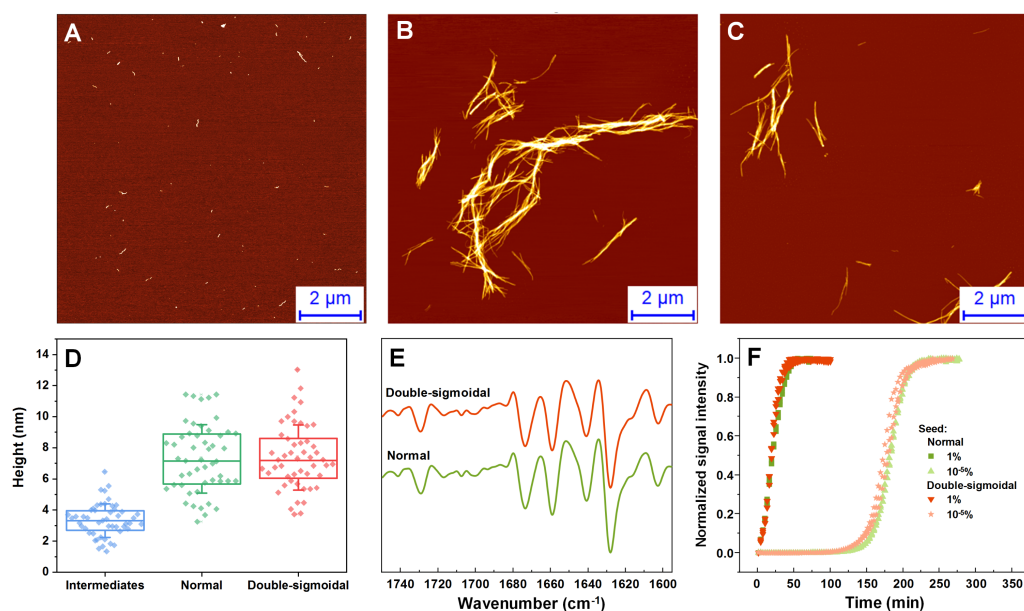 A
B
C
2 μm
2 μm
2 μm
D
Height (nm)
14
12
10
8
6
4
2
0
Intermediates
Normal
Double-sigmoidal
E
Double-sigmoidal
Normal
1740
1720
1700
1680
1660
1640
1620
1600
Wavenumber (cm⁻¹)
F
Normalized signal intensity
1.0
0.8
0.6
0.4
0.2
0.0
Seed:
Normal
1%
10⁻⁵%
Double-sigmoidal
1%
10⁻⁵%
0
50
100
150
200
250
300
350
Time (min)